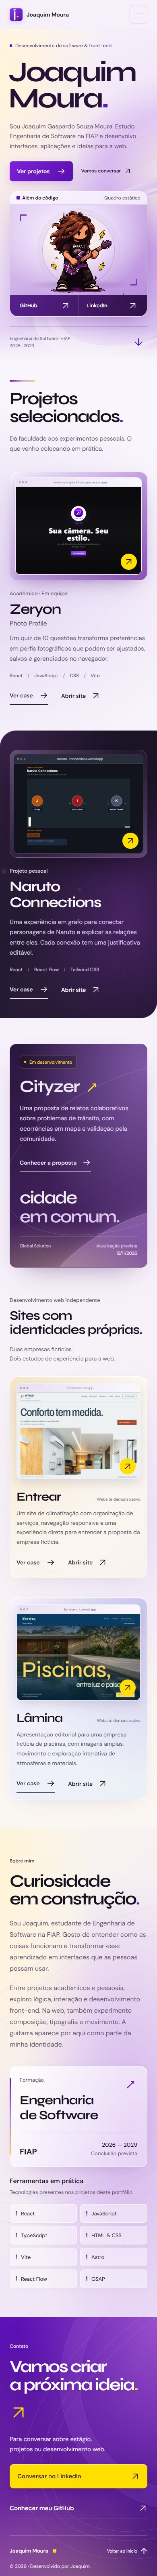 Joaquim Moura
Desenvolvimento de software & front-end
Joaquim
Moura.
Sou Joaquim Gaspardo Souza Moura. Estudo
Engenharia de Software na FIAP e desenvolvo
interfaces, aplicações e ideias para a web.
Ver projetos
Vamos conversar
Além do código
Quadro estático
GitHub
LinkedIn
Engenharia de Software · FIAP
2026–2029
Projetos
selecionados.
Da faculdade aos experimentos pessoais. O
que venho colocando em prática.
Sua câmera. Seu
estilo.
Acadêmico · Em equipe
Zeryon
Photo Profile
Um quiz de 10 questões transforma preferências
em perfis fotográficos que podem ser ajustados,
salvos e gerenciados no navegador.
React / JavaScript / CSS / Vite
Ver case
Abrir site
Naruto Connections
Projeto pessoal
Naruto
Connections
Uma experiência em grafo para conectar
personagens de Naruto e explicar as relações
entre eles. Cada conexão tem uma justificativa
editável.
React / React Flow / Tailwind CSS
Ver case
Abrir site
Em desenvolvimento
Cityzer
Uma proposta de relatos colaborativos
sobre problemas de trânsito, com
ocorrências em mapa e validação pela
comunidade.
Conhecer a proposta
cidade
em comum.
Global Solution
Atualização prevista
19/11/2026
Desenvolvimento web independente
Sites com
identidades próprias.
Duas empresas fictícias.
Dois estudos de experiência para a web.
Conforto tem medida.
Entrear
Website demonstrativo
Um site de climatização com organização de
serviços, navegação responsiva e uma
experiência direta para entender a proposta da
empresa fictícia.
Ver case
Abrir site
Piscinas,
entre luz e paisagem
Lâmina
Website demonstrativo
Apresentação editorial para uma empresa
fictícia de piscinas, com imagens amplas,
movimento e exploração interativa de
atmosferas e materiais.
Ver case
Abrir site
Sobre mim
Curiosidade
em construção.
Sou Joaquim, estudante de Engenharia de
Software na FIAP. Gosto de entender como as
coisas funcionam e transformar esse
aprendizado em interfaces que as pessoas
possam usar.
Entre projetos acadêmicos e pessoais,
exploro lógica, interação e desenvolvimento
front-end. Na web, também experimento
composição, tipografia e movimento. A
guitarra aparece por aqui como parte da
minha identidade.
Formação
Engenharia
de Software
FIAP
2026 — 2029
Conclusão prevista
Ferramentas em prática
Tecnologias presentes nos projetos deste portfólio.
React
JavaScript
TypeScript
HTML & CSS
Vite
Astro
React Flow
GSAP
Contato
Vamos criar
a próxima ideia.
Para conversar sobre estágio,
projetos ou desenvolvimento web.
Conversar no LinkedIn
Conhecer meu GitHub
Joaquim Moura
Voltar ao início
© 2026 · Desenvolvido por Joaquim.